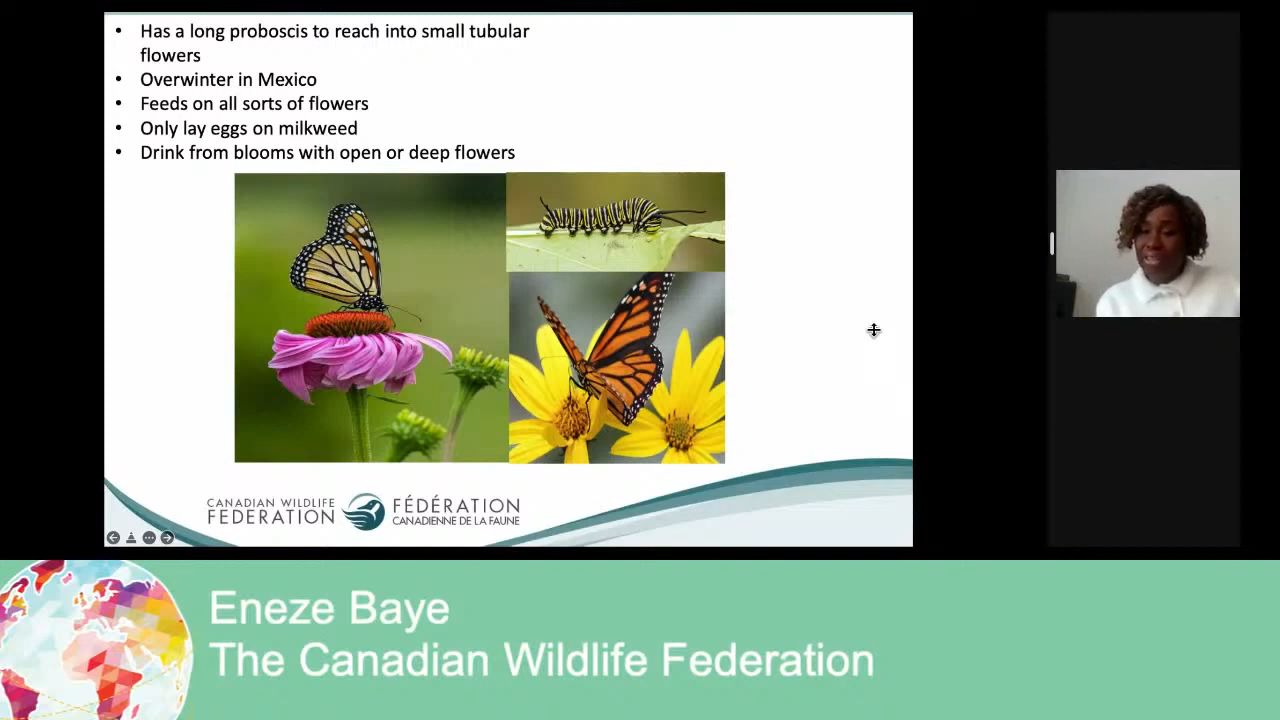 • Has a long proboscis to reach into small tubular
flowers
• Overwinter in Mexico
• Feeds on all sorts of flowers
• Only lay eggs on milkweed
• Drink from blooms with open or deep flowers
CANADIAN WILDLIFE
FEDERATION
FÉDÉRATION
CANADIENNE DE LA FAUNE
Eneze Baye
The Canadian Wildlife Federation